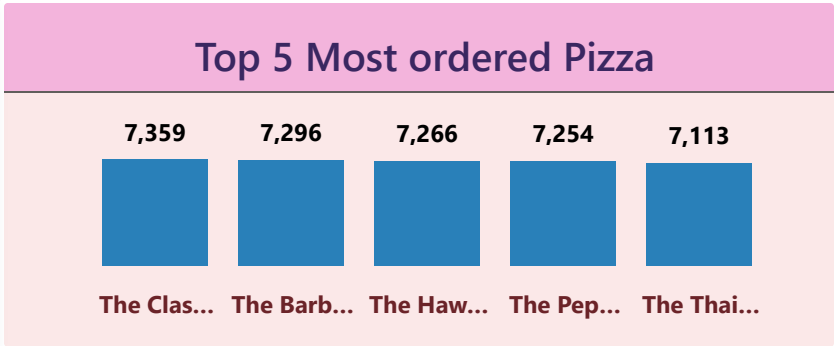 Top 5 Most ordered Pizza
7,359 7,296 7,266 7,254 7,113
The Clas... The Barb... The Haw... The Pep... The Thai...